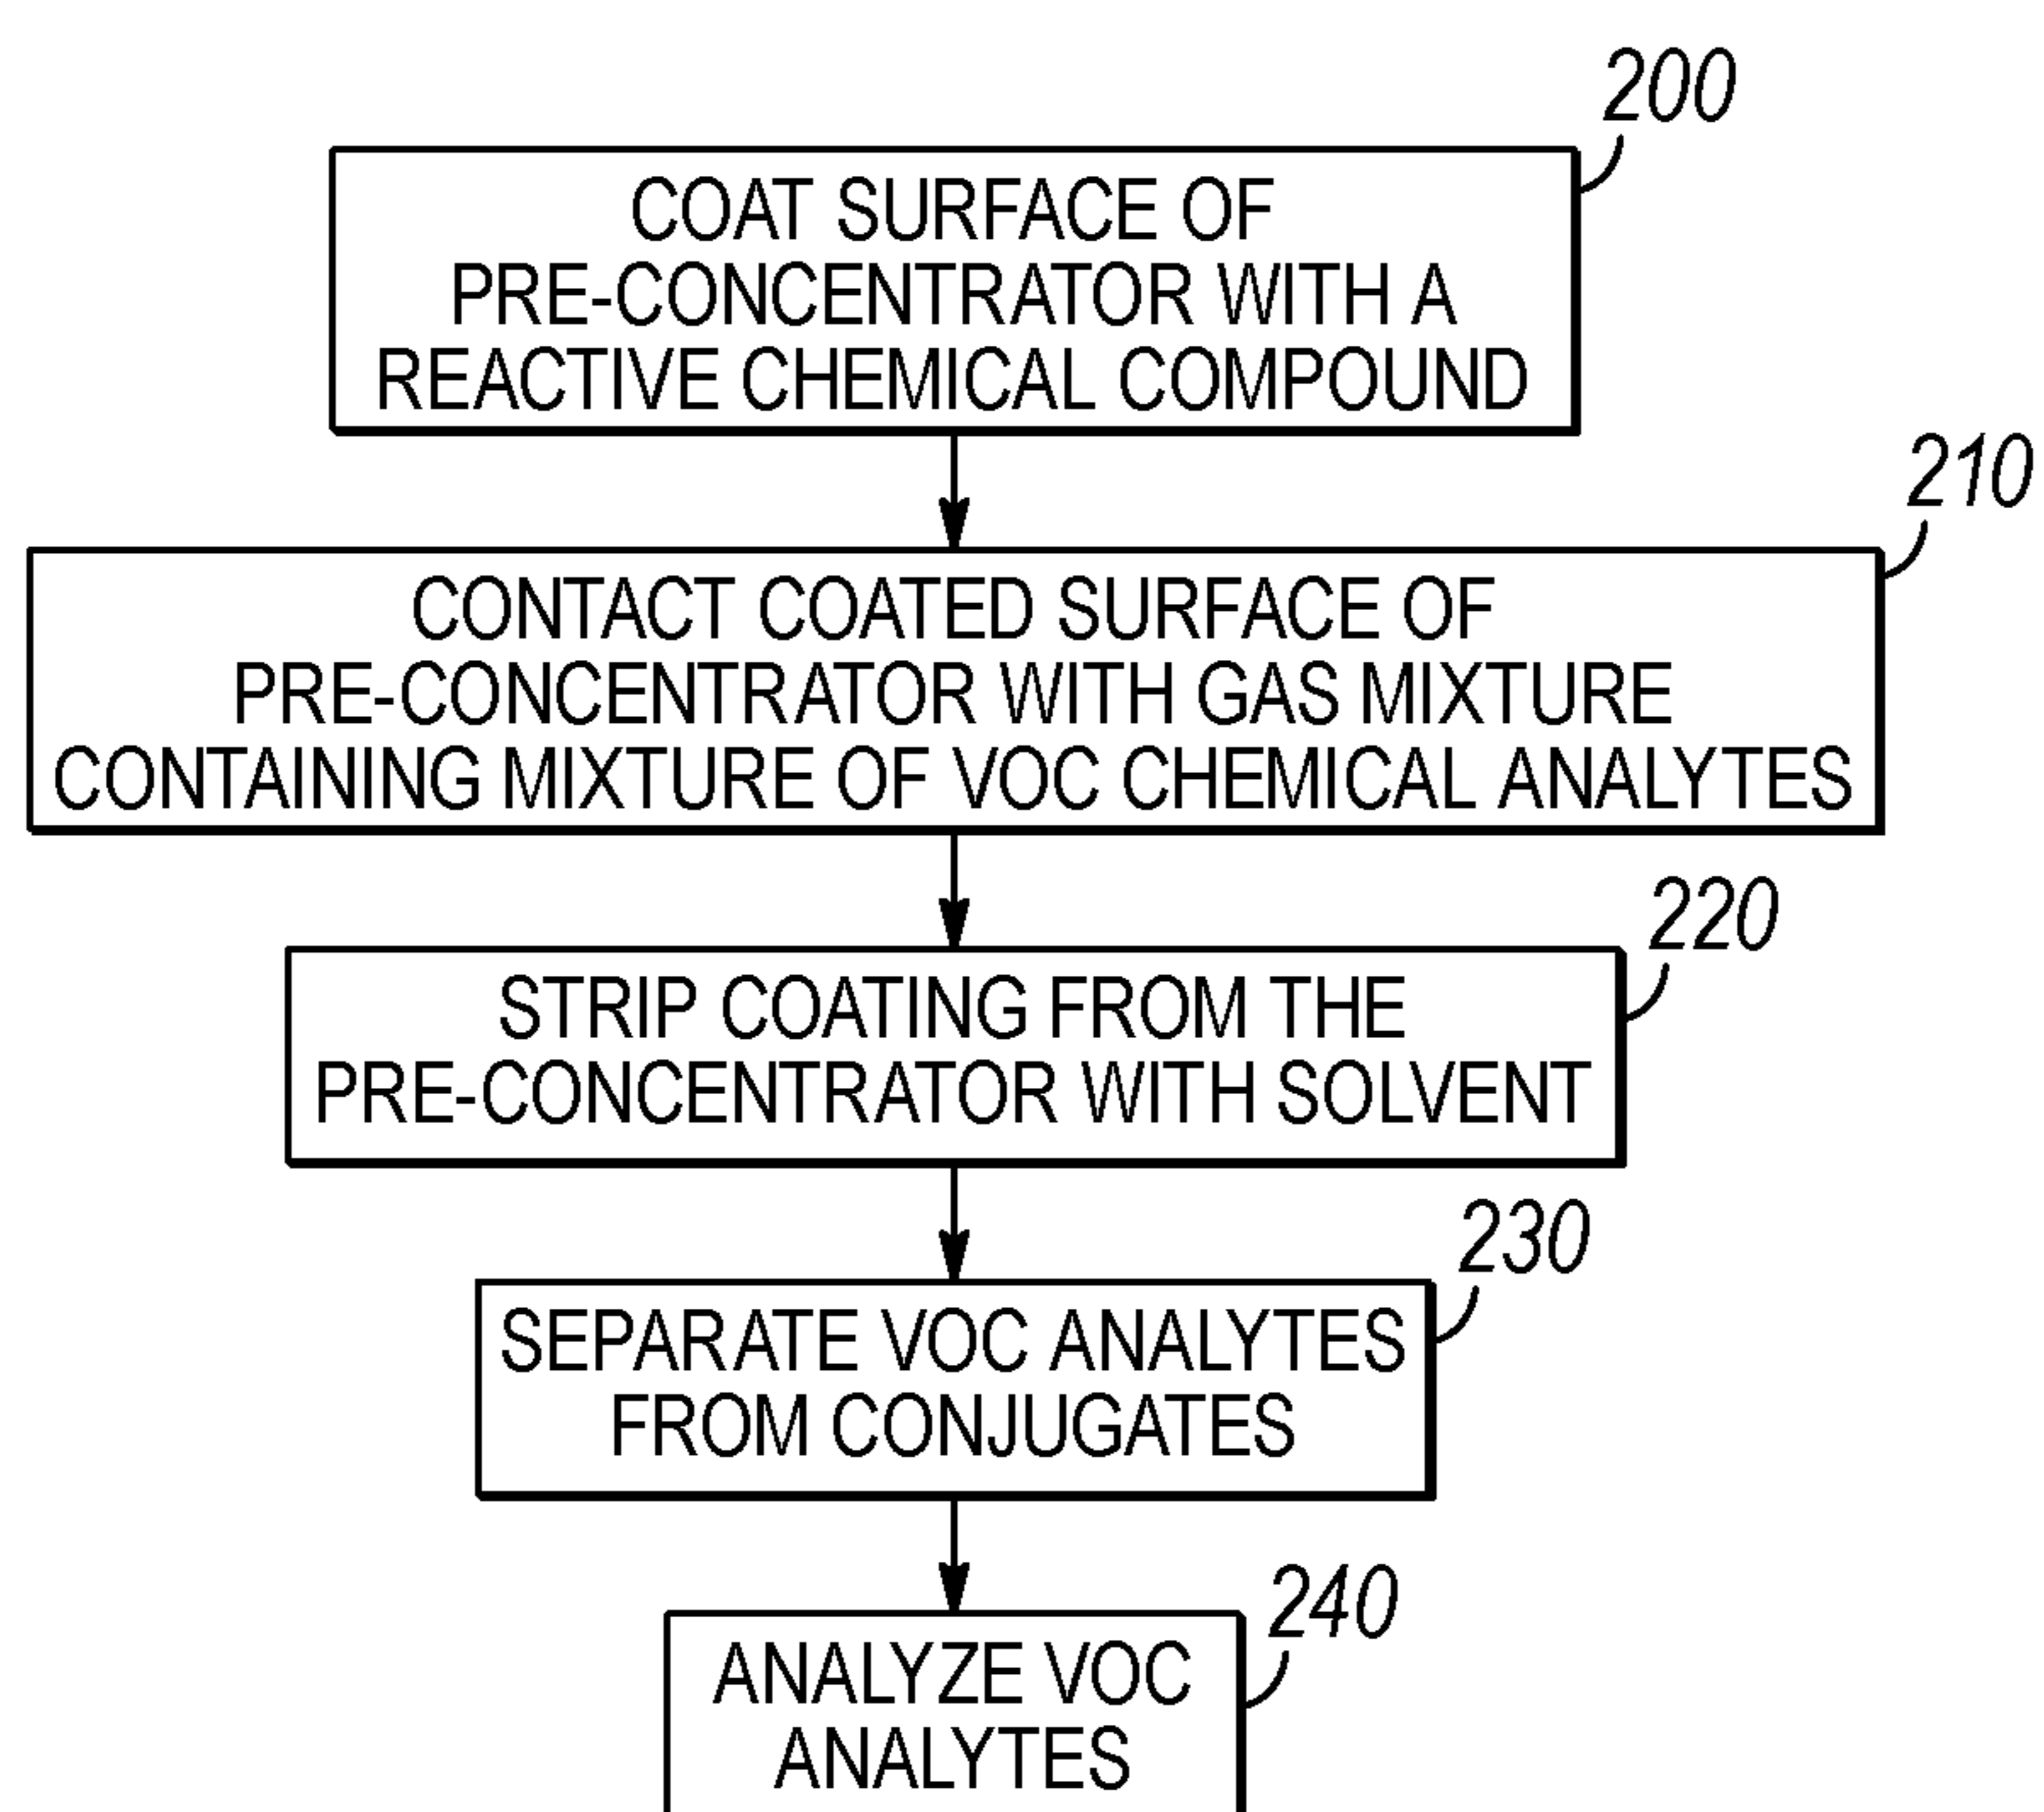 200
COAT SURFACE OF
PRE-CONCENTRATOR WITH A
REACTIVE CHEMICAL COMPOUND
210
CONTACT COATED SURFACE OF
PRE-CONCENTRATOR WITH GAS MIXTURE
CONTAINING MIXTURE OF VOC CHEMICAL ANALYTES
220
STRIP COATING FROM THE
PRE-CONCENTRATOR WITH SOLVENT
230
SEPARATE VOC ANALYTES
FROM CONJUGATES
240
ANALYZE VOC
ANALYTES